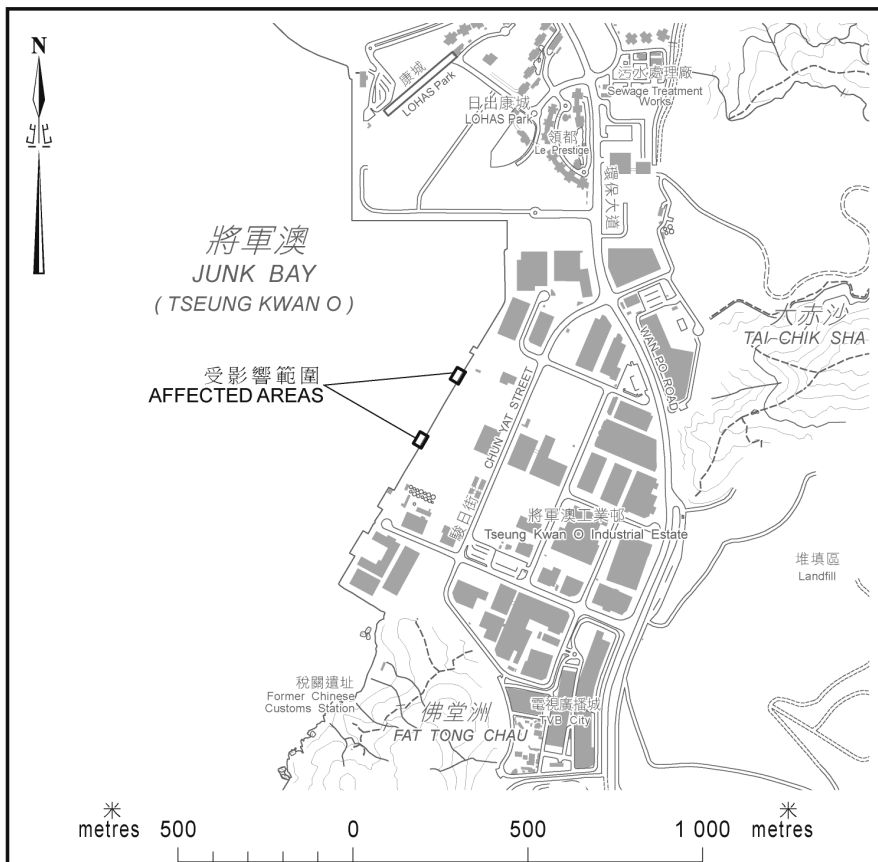 N
康城
LOHAS Park
日出康城
LOHAS Park
污水處理廠
Sewage Treatment
Works
領都
Le Prestige
環保大道
將軍澳
JUNK BAY
( TSEUNG KWAN O )
大赤沙
TAI CHIK SHA
WAN PO ROAD
受影響範圍
AFFECTED AREAS
CHUN YAT STREET
駿日街
將軍澳工業邨
Tseung Kwan O Industrial Estate
堆填區
Landfill
稅關遺址
Former Chinese
Customs Station
佛堂洲
FAT TONG CHAU
電視廣播城
TVB City
米 metres 500 0 500 1 000 米 metres